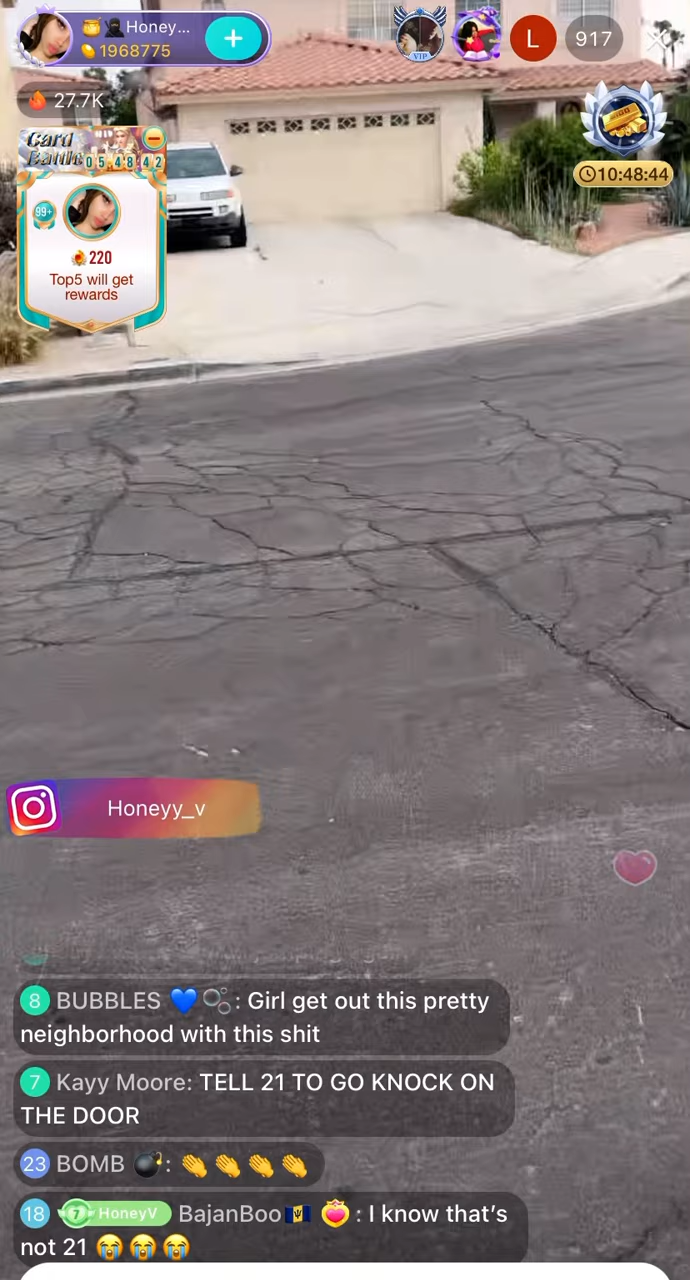 🍯🥷 Honey...
1968775
+
VIP
L
917
27.7K
Card
Battle
05:48:42
10:48:44
99+
220
Top5 will get
rewards
Honeyy_v
8 BUBBLES 💙🫧: Girl get out this pretty
neighborhood with this shit
7 Kayy Moore: TELL 21 TO GO KNOCK ON
THE DOOR
23 BOMB 💣: 👏👏👏👏
18 7 HoneyV BajanBoo🇧🇧 😍: I know that's
not 21 😭😭😭